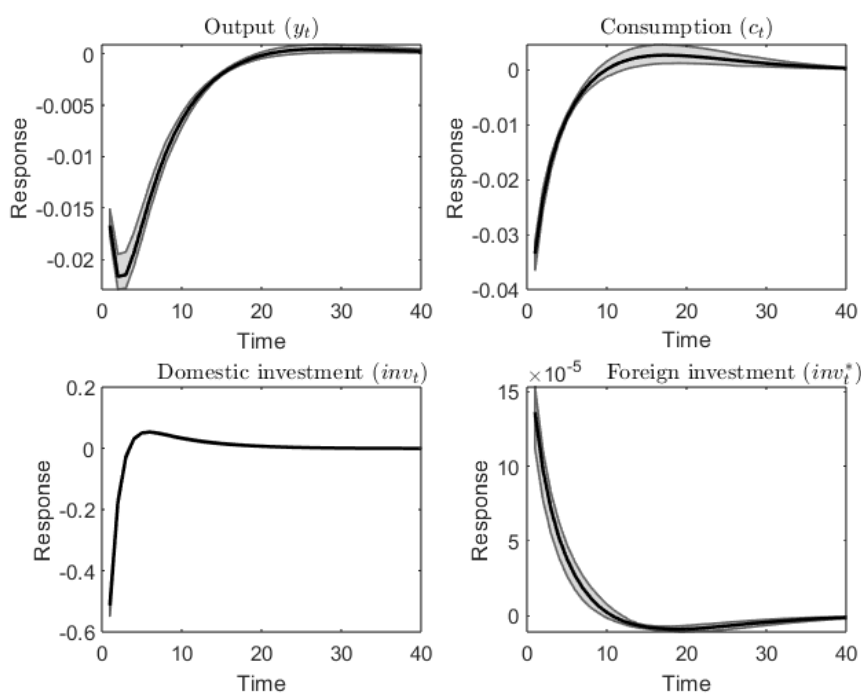 Output (y_t)
0
-0.005
-0.01
-0.015
-0.02
Response
0 10 20 30 40
Time
Consumption (c_t)
0
-0.01
-0.02
-0.03
-0.04
Response
0 10 20 30 40
Time
Domestic investment (inv_t)
0.2
0
-0.2
-0.4
-0.6
Response
0 10 20 30 40
Time
×10^-5 Foreign investment (inv_t^*)
15
10
5
0
Response
0 10 20 30 40
Time